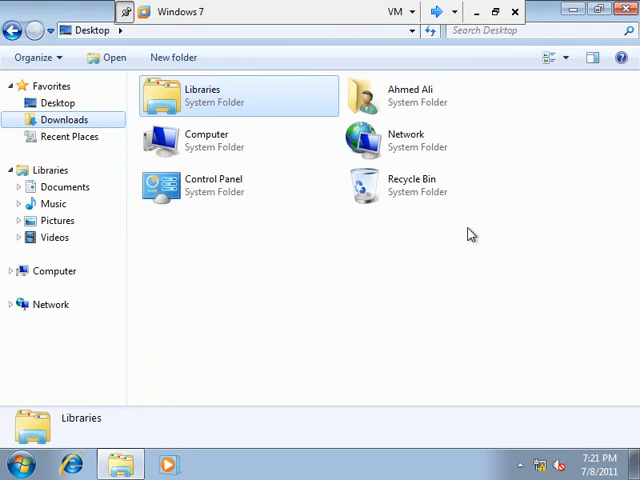 Windows 7
VM
Desktop
Search Desktop
Organize
Open
New folder
Favorites
Desktop
Downloads
Recent Places
Libraries
Documents
Music
Pictures
Videos
Computer
Network
Libraries
System Folder
Ahmed Ali
System Folder
Computer
System Folder
Network
System Folder
Control Panel
System Folder
Recycle Bin
System Folder
Libraries
7:21 PM
7/8/2011